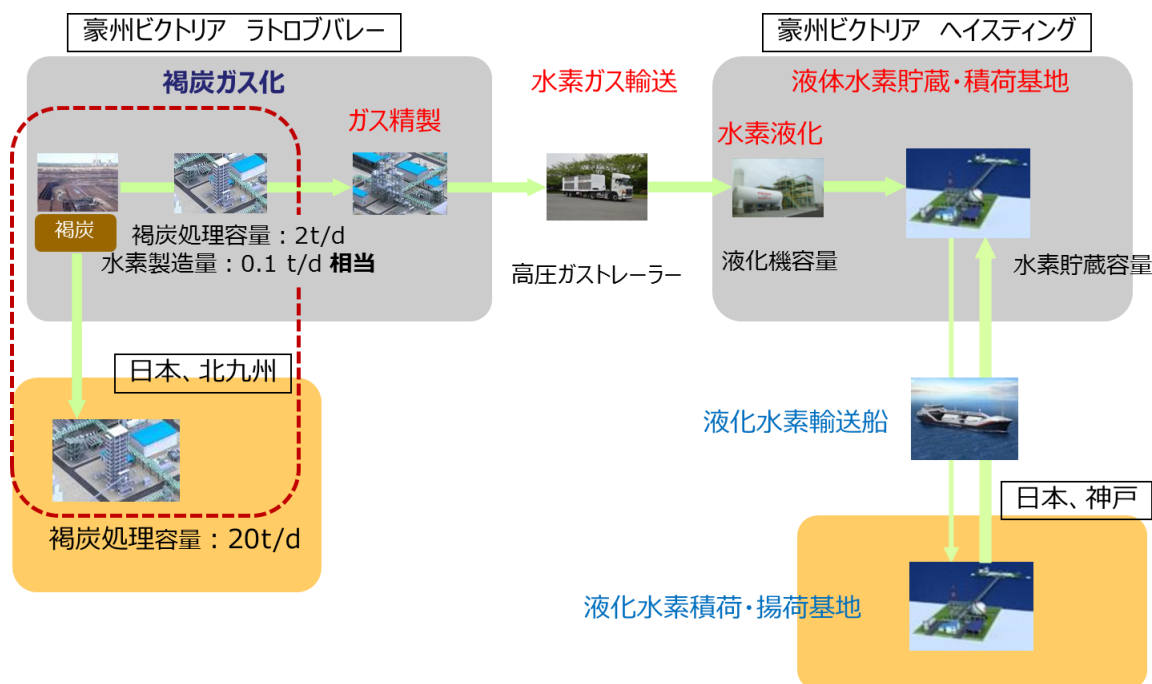 豪州ビクトリア ラトロブバレー
豪州ビクトリア ヘイスティング
褐炭ガス化
水素ガス輸送
液体水素貯蔵・積荷基地
ガス精製
水素液化
褐炭
褐炭処理容量：2t/d
水素製造量：0.1 t/d 相当
高圧ガストレーラー
液化機容量
水素貯蔵容量
日本、北九州
液化水素輸送船
日本、神戸
褐炭処理容量：20t/d
液化水素積荷・揚荷基地